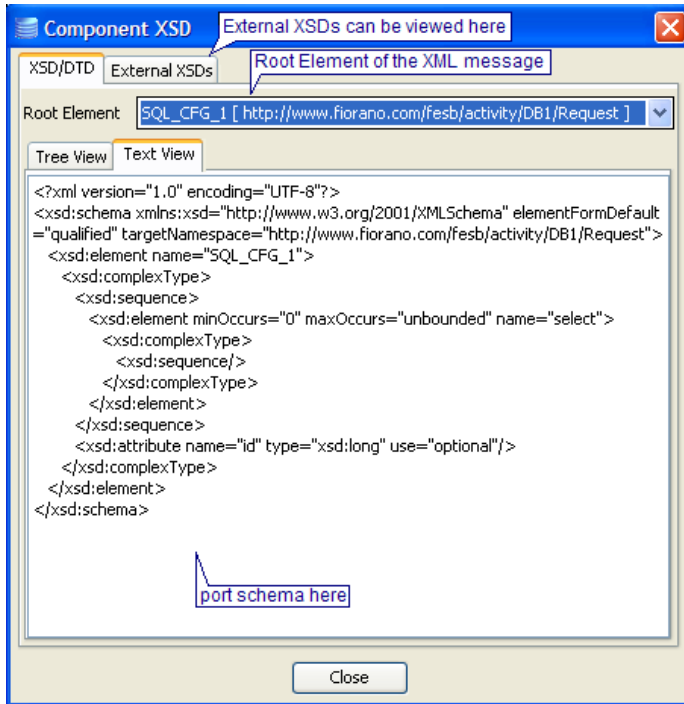 Component XSD
External XSDs can be viewed here
XSD/DTD
External XSDs
Root Element of the XML message
Root Element
SQL_CFG_1 [ http://www.fiorano.com/fesb/activity/DB1/Request ]
Tree View
Text View
<?xml version="1.0" encoding="UTF-8"?>
<xsd:schema xmlns:xsd="http://www.w3.org/2001/XMLSchema" elementFormDefault
="qualified" targetNamespace="http://www.fiorano.com/fesb/activity/DB1/Request">
<xsd:element name="SQL_CFG_1">
<xsd:complexType>
<xsd:sequence>
<xsd:element minOccurs="0" maxOccurs="unbounded" name="select">
<xsd:complexType>
<xsd:sequence/>
</xsd:complexType>
</xsd:element>
</xsd:sequence>
<xsd:attribute name="id" type="xsd:long" use="optional"/>
</xsd:complexType>
</xsd:element>
</xsd:schema>
port schema here
Close